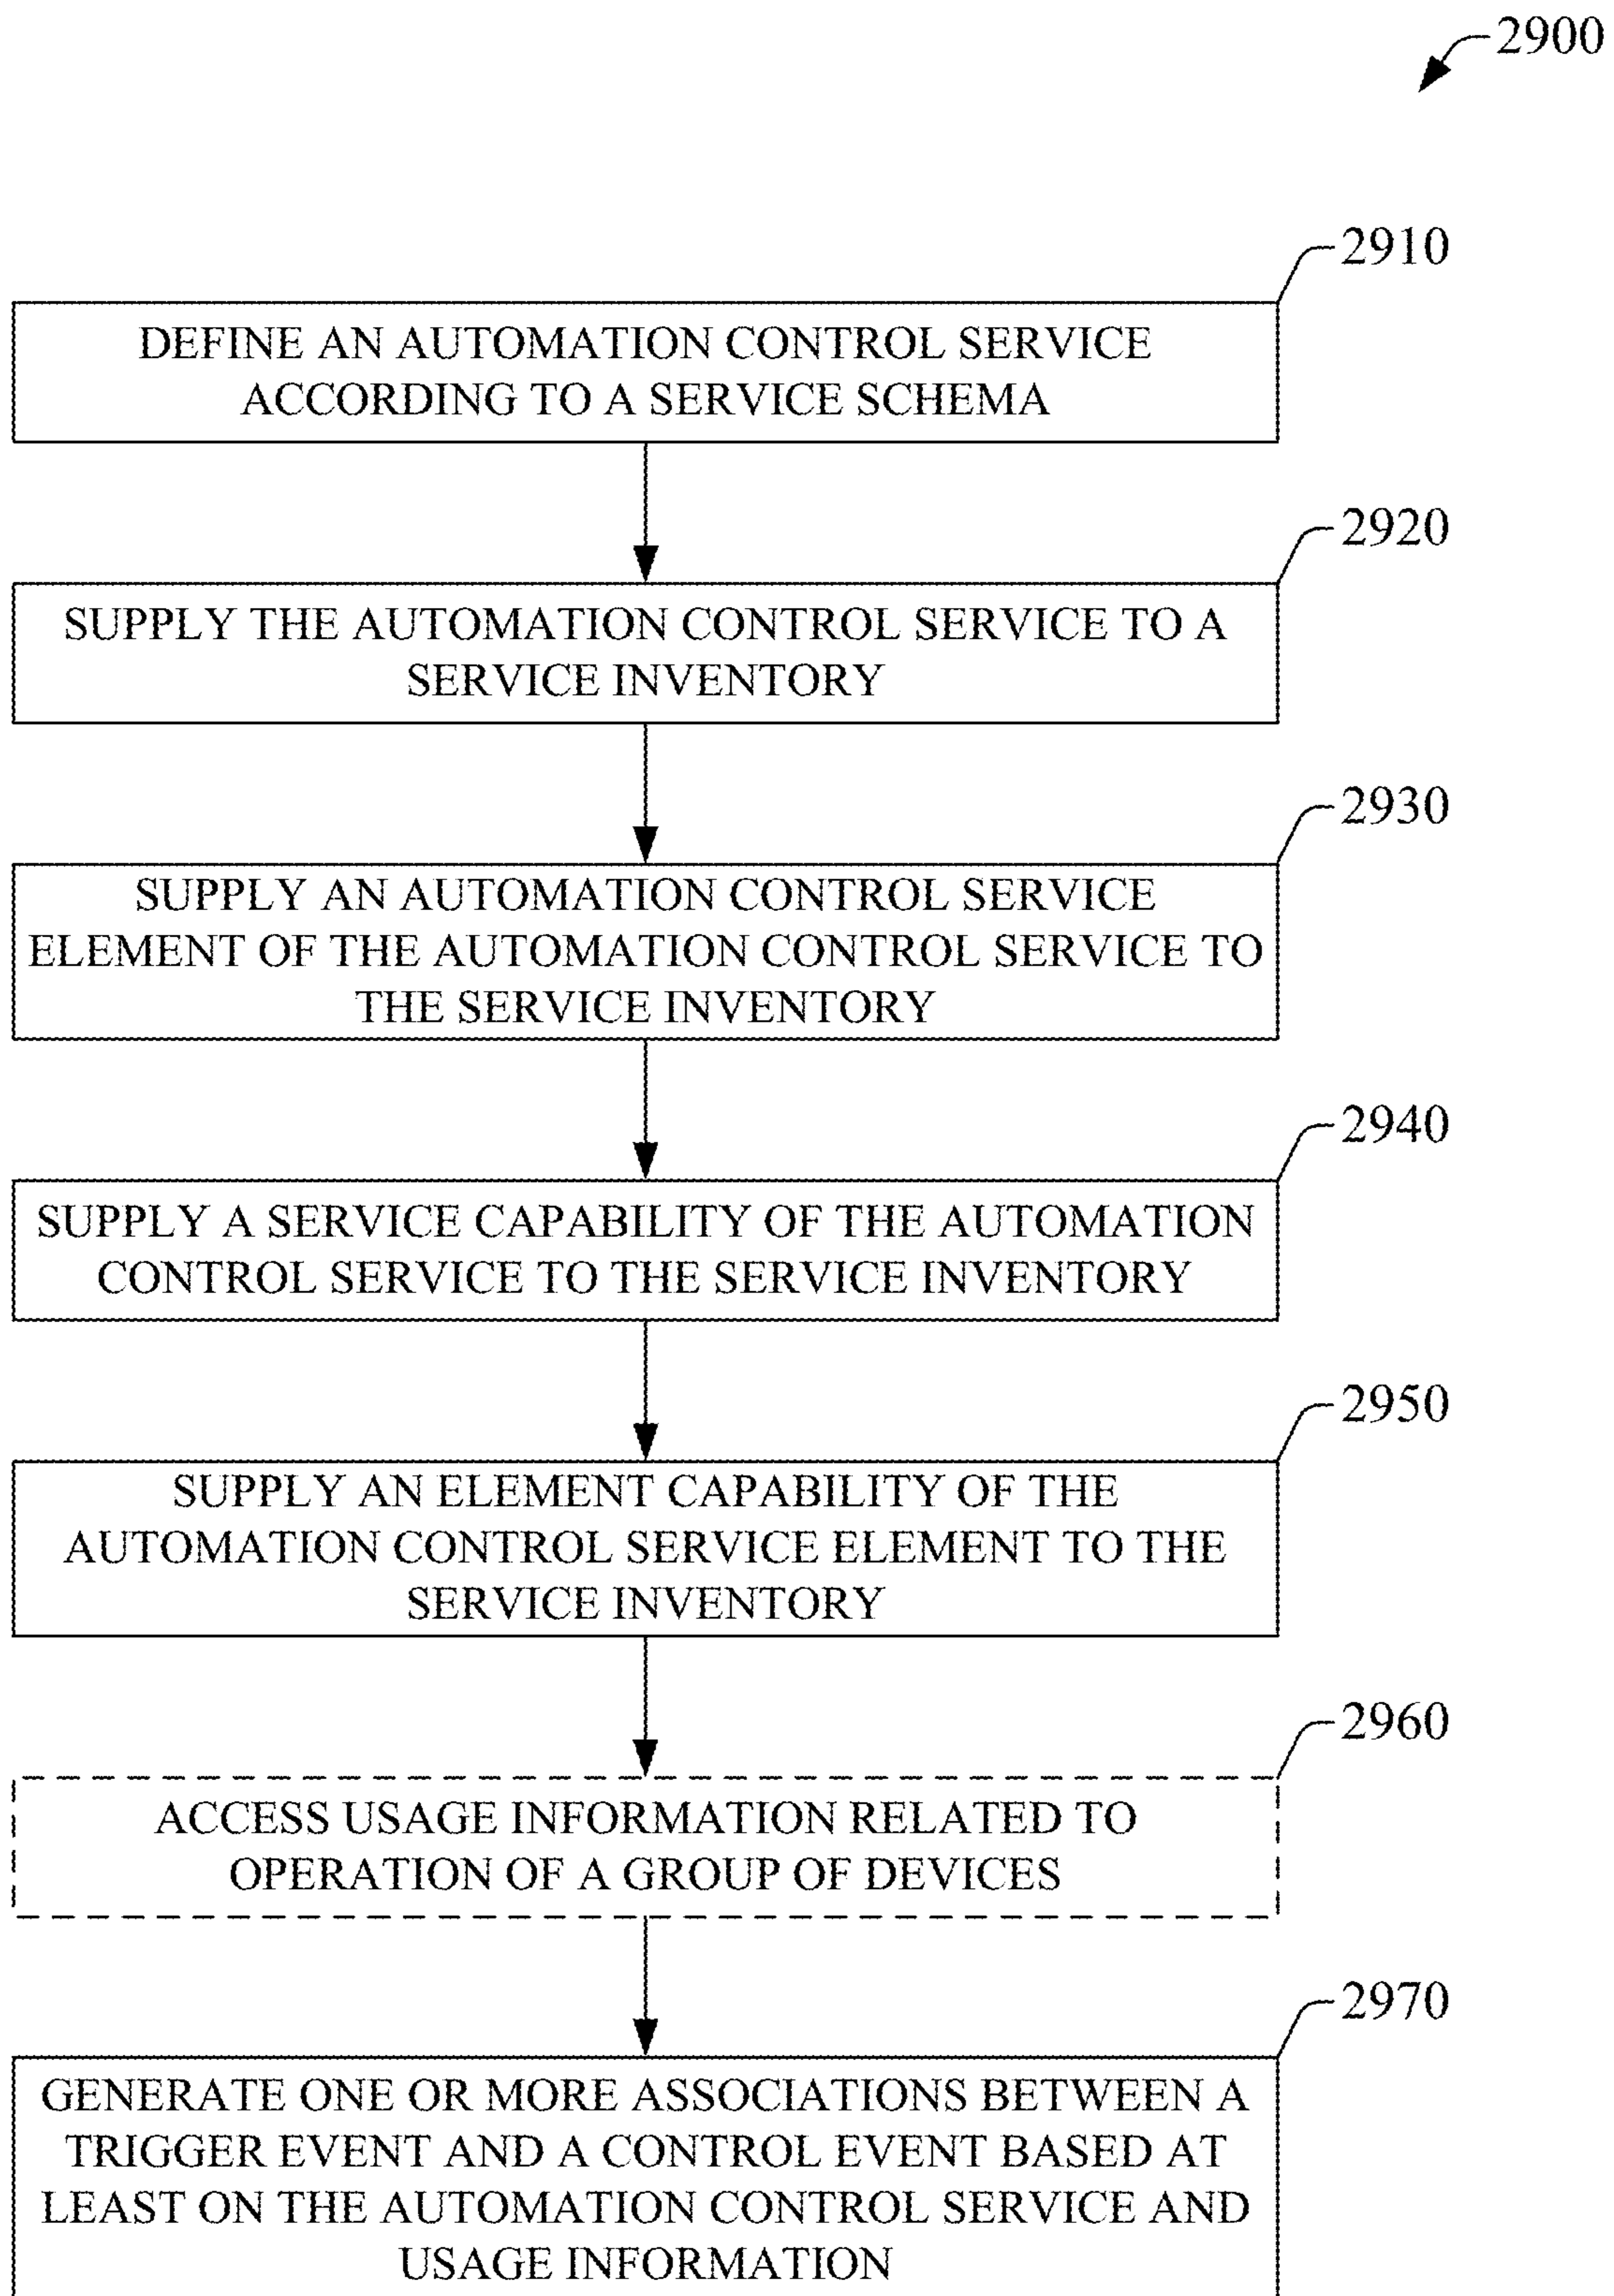 2900
2910
DEFINE AN AUTOMATION CONTROL SERVICE
ACCORDING TO A SERVICE SCHEMA
2920
SUPPLY THE AUTOMATION CONTROL SERVICE TO A
SERVICE INVENTORY
2930
SUPPLY AN AUTOMATION CONTROL SERVICE
ELEMENT OF THE AUTOMATION CONTROL SERVICE TO
THE SERVICE INVENTORY
2940
SUPPLY A SERVICE CAPABILITY OF THE AUTOMATION
CONTROL SERVICE TO THE SERVICE INVENTORY
2950
SUPPLY AN ELEMENT CAPABILITY OF THE
AUTOMATION CONTROL SERVICE ELEMENT TO THE
SERVICE INVENTORY
2960
ACCESS USAGE INFORMATION RELATED TO
OPERATION OF A GROUP OF DEVICES
2970
GENERATE ONE OR MORE ASSOCIATIONS BETWEEN A
TRIGGER EVENT AND A CONTROL EVENT BASED AT
LEAST ON THE AUTOMATION CONTROL SERVICE AND
USAGE INFORMATION